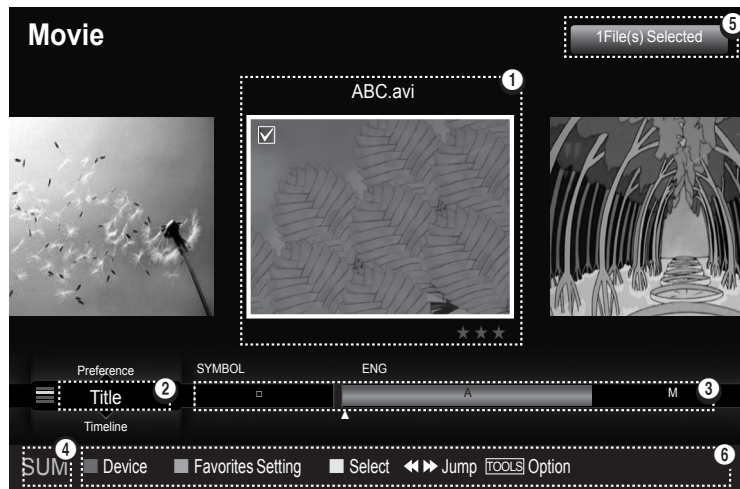 Movie
1File(s) Selected
5
1
ABC.avi
Preference
SYMBOL
ENG
Title
2
□
A
M
3
Timeline
4
6
SUM
Device
Favorites Setting
Select
Jump
TOOLS
Option